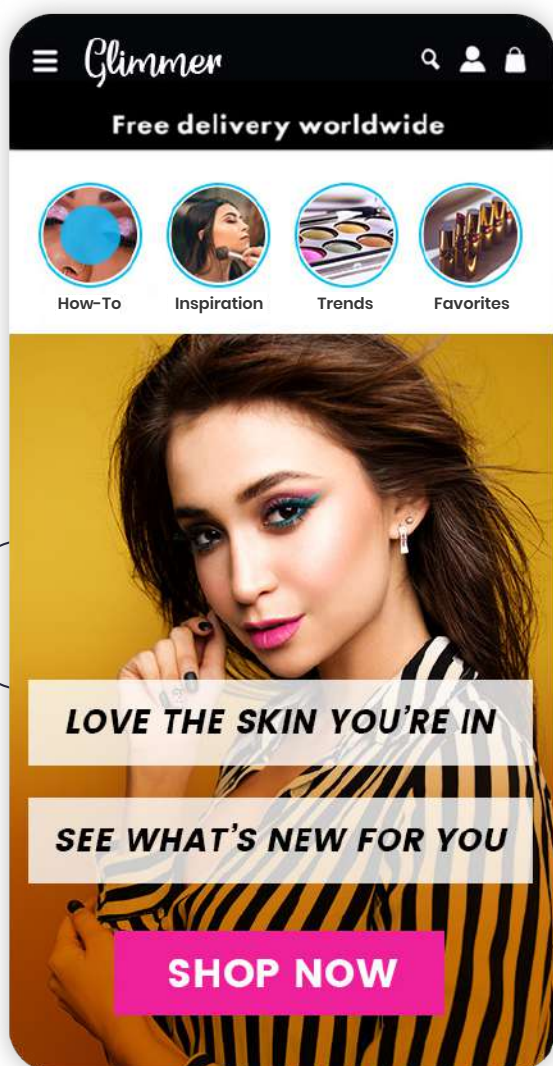 Glimmer
Free delivery worldwide
How-To Inspiration Trends Favorites
LOVE THE SKIN YOU’RE IN
SEE WHAT’S NEW FOR YOU
SHOP NOW